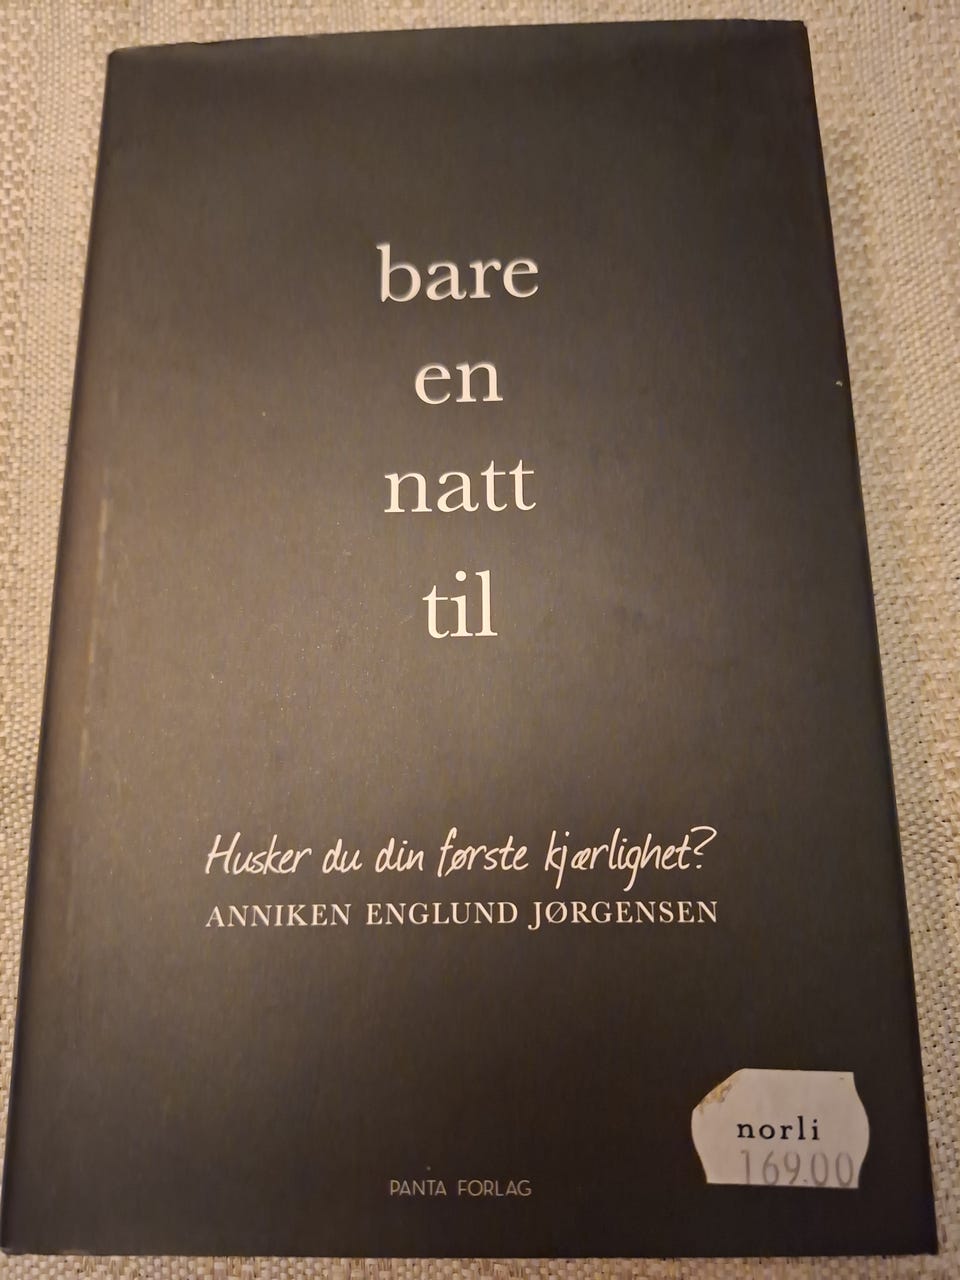 bare
en
natt
til
Husker du din første kjærlighet?
ANNIKEN ENGLUND JØRGENSEN
norli
169.00
PANTA FORLAG